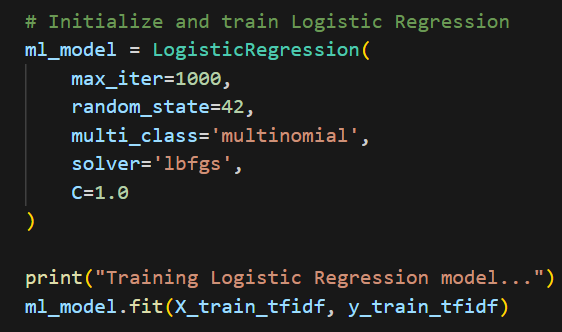 # Initialize and train Logistic Regression
ml_model = LogisticRegression(
    max_iter=1000,
    random_state=42,
    multi_class='multinomial',
    solver='lbfgs',
    C=1.0
)
print("Training Logistic Regression model...")
ml_model.fit(X_train_tfidf, y_train_tfidf)